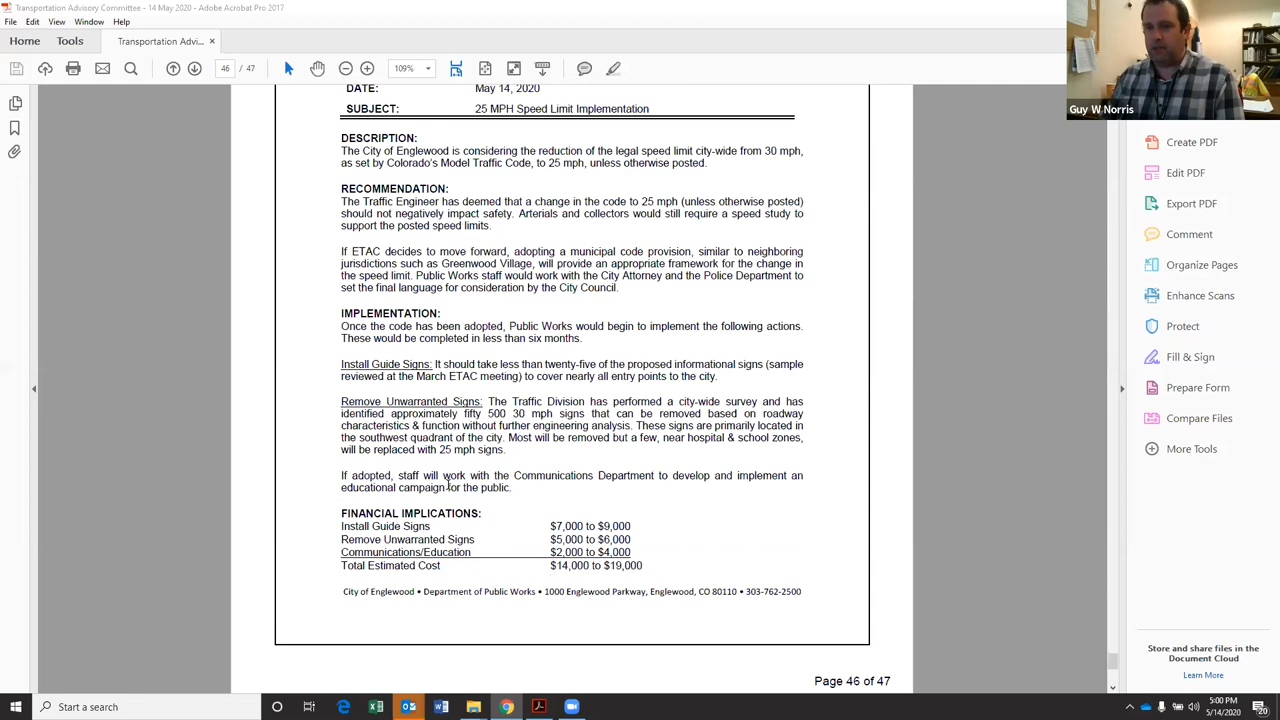 Transportation Advisory Committee - 14 May 2020 - Adobe Acrobat Pro 2017
File Edit View Window Help
Home Tools Transportation Advi... ×
46 / 47 109%
Guy W Norris
DATE: May 14, 2020
SUBJECT: 25 MPH Speed Limit Implementation
DESCRIPTION:
The City of Englewood is considering the reduction of the legal speed limit city-wide from 30 mph,
as set by Colorado's Model Traffic Code, to 25 mph, unless otherwise posted.
RECOMMENDATION:
The Traffic Engineer has deemed that a change in the code to 25 mph (unless otherwise posted)
should not negatively impact safety. Arterials and collectors would still require a speed study to
support the posted speed limits.
If ETAC decides to move forward, adopting a municipal code provision, similar to neighboring
jurisdictions such as Greenwood Village, will provide an appropriate framework for the change in
the speed limit. Public Works staff would work with the City Attorney and the Police Department to
set the final language for consideration by the City Council.
IMPLEMENTATION:
Once the code has been adopted, Public Works would begin to implement the following actions.
These would be completed in less than six months.
Install Guide Signs: It should take less than twenty-five of the proposed informational signs (sample
reviewed at the March ETAC meeting) to cover nearly all entry points to the city.
Remove Unwarranted Signs: The Traffic Division has performed a city-wide survey and has
identified approximately fifty 500 30 mph signs that can be removed based on roadway
characteristics & function without further engineering analysis. These signs are primarily located in
the southwest quadrant of the city. Most will be removed but a few, near hospital & school zones,
will be replaced with 25 mph signs.
If adopted, staff will work with the Communications Department to develop and implement an
educational campaign for the public.
FINANCIAL IMPLICATIONS:
Install Guide Signs $7,000 to $9,000
Remove Unwarranted Signs $5,000 to $6,000
Communications/Education $2,000 to $4,000
Total Estimated Cost $14,000 to $19,000
City of Englewood • Department of Public Works • 1000 Englewood Parkway, Englewood, CO 80110 • 303-762-2500
Page 46 of 47
Create PDF
Edit PDF
Export PDF
Comment
Organize Pages
Enhance Scans
Protect
Fill & Sign
Prepare Form
Compare Files
More Tools
Store and share files in the
Document Cloud
Learn More
Start a search
5:00 PM
5/14/2020
20